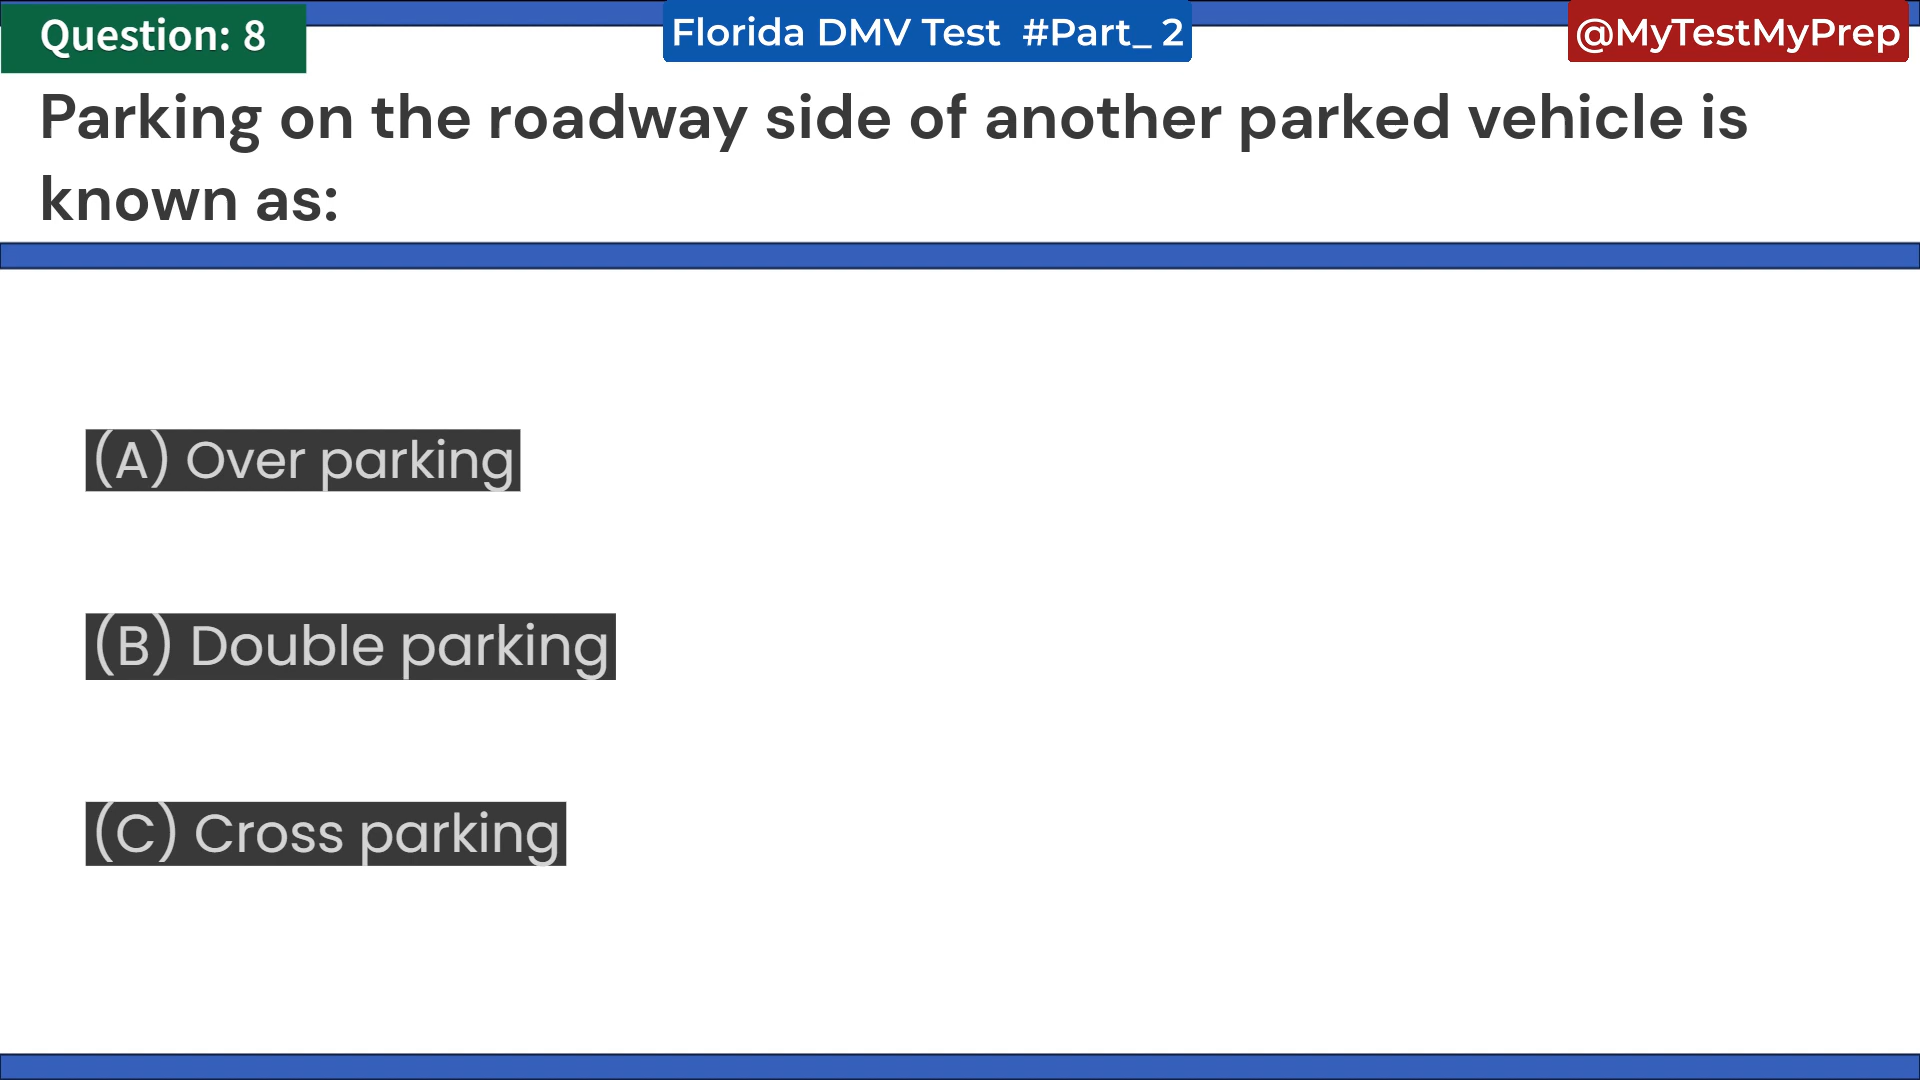 Question: 8
Florida DMV Test #Part_ 2
@MyTestMyPrep
Parking on the roadway side of another parked vehicle is
known as:
(A) Over parking
(B) Double parking
(C) Cross parking